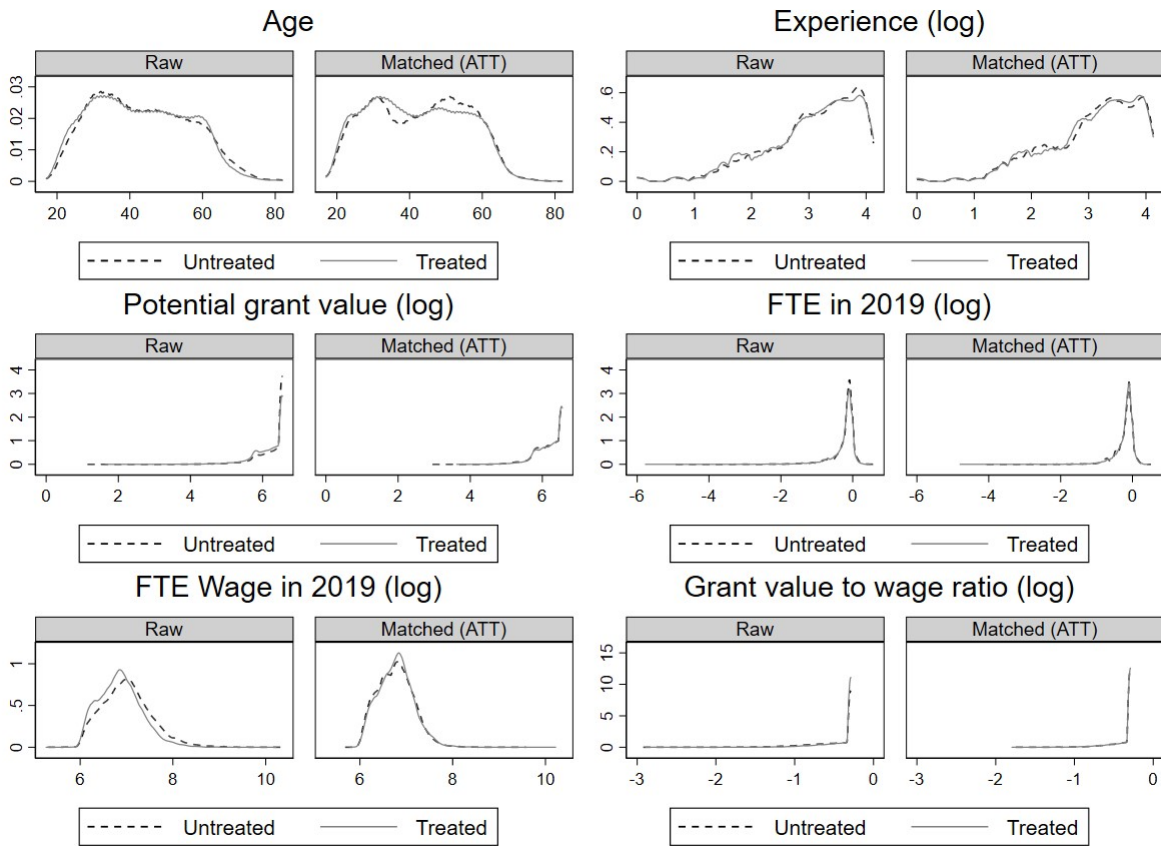 Age
Raw
Matched (ATT)
0 .01 .02 .03
20 40 60 80
20 40 60 80
Untreated Treated
Experience (log)
Raw
Matched (ATT)
0 .2 .4 .6
0 1 2 3 4
0 1 2 3 4
Untreated Treated
Potential grant value (log)
Raw
Matched (ATT)
0 1 2 3 4
0 2 4 6
0 2 4 6
Untreated Treated
FTE in 2019 (log)
Raw
Matched (ATT)
0 1 2 3 4
-6 -4 -2 0
-6 -4 -2 0
Untreated Treated
FTE Wage in 2019 (log)
Raw
Matched (ATT)
0 .5 1
6 8 10
6 8 10
Untreated Treated
Grant value to wage ratio (log)
Raw
Matched (ATT)
0 5 10 15
-3 -2 -1 0
-3 -2 -1 0
Untreated Treated